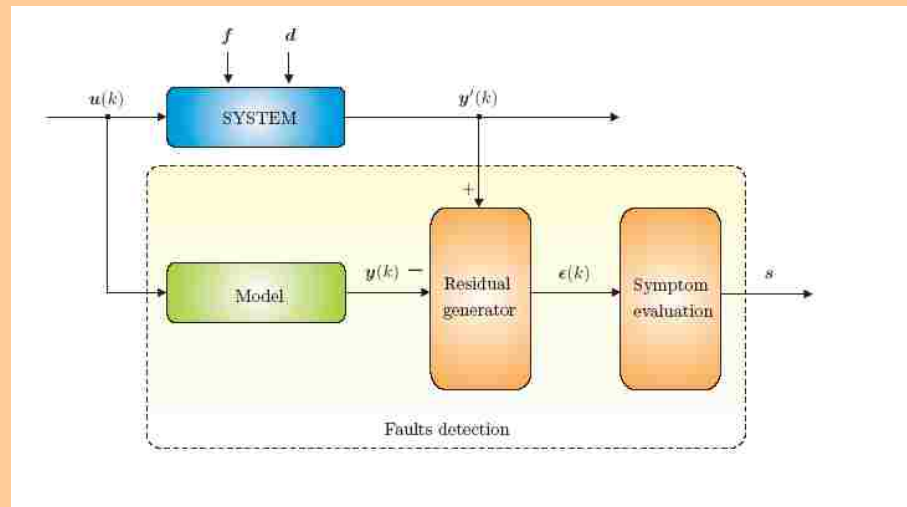 f d
u(k) y′(k)
SYSTEM
+
y(k) − ϵ(k) s
Model
Residual
generator
Symptom
evaluation
Faults detection